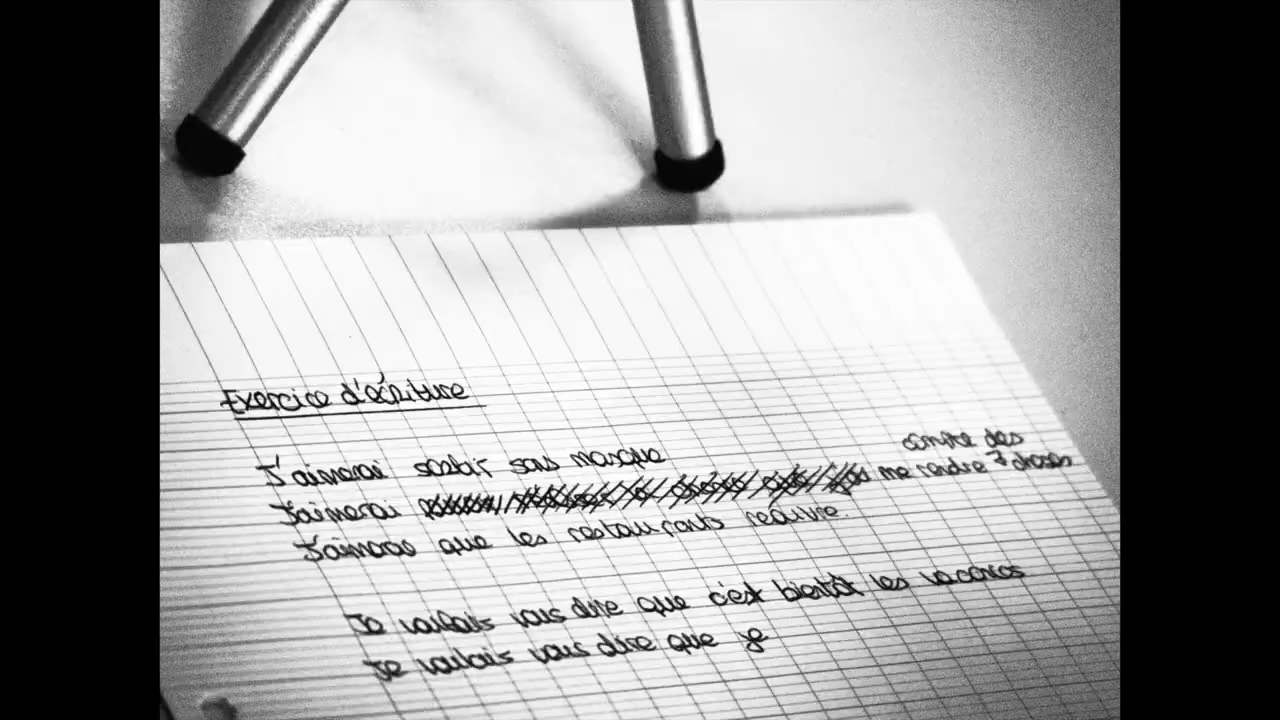 Exercice d'écriture
J'aimerai sortir sans masque
contre des
J'aimerai me rendre choses
J'aimerai que les restaurants réouvre.
Je voulais vous dire que c'est bientôt les vacances
Je voulais vous dire que je